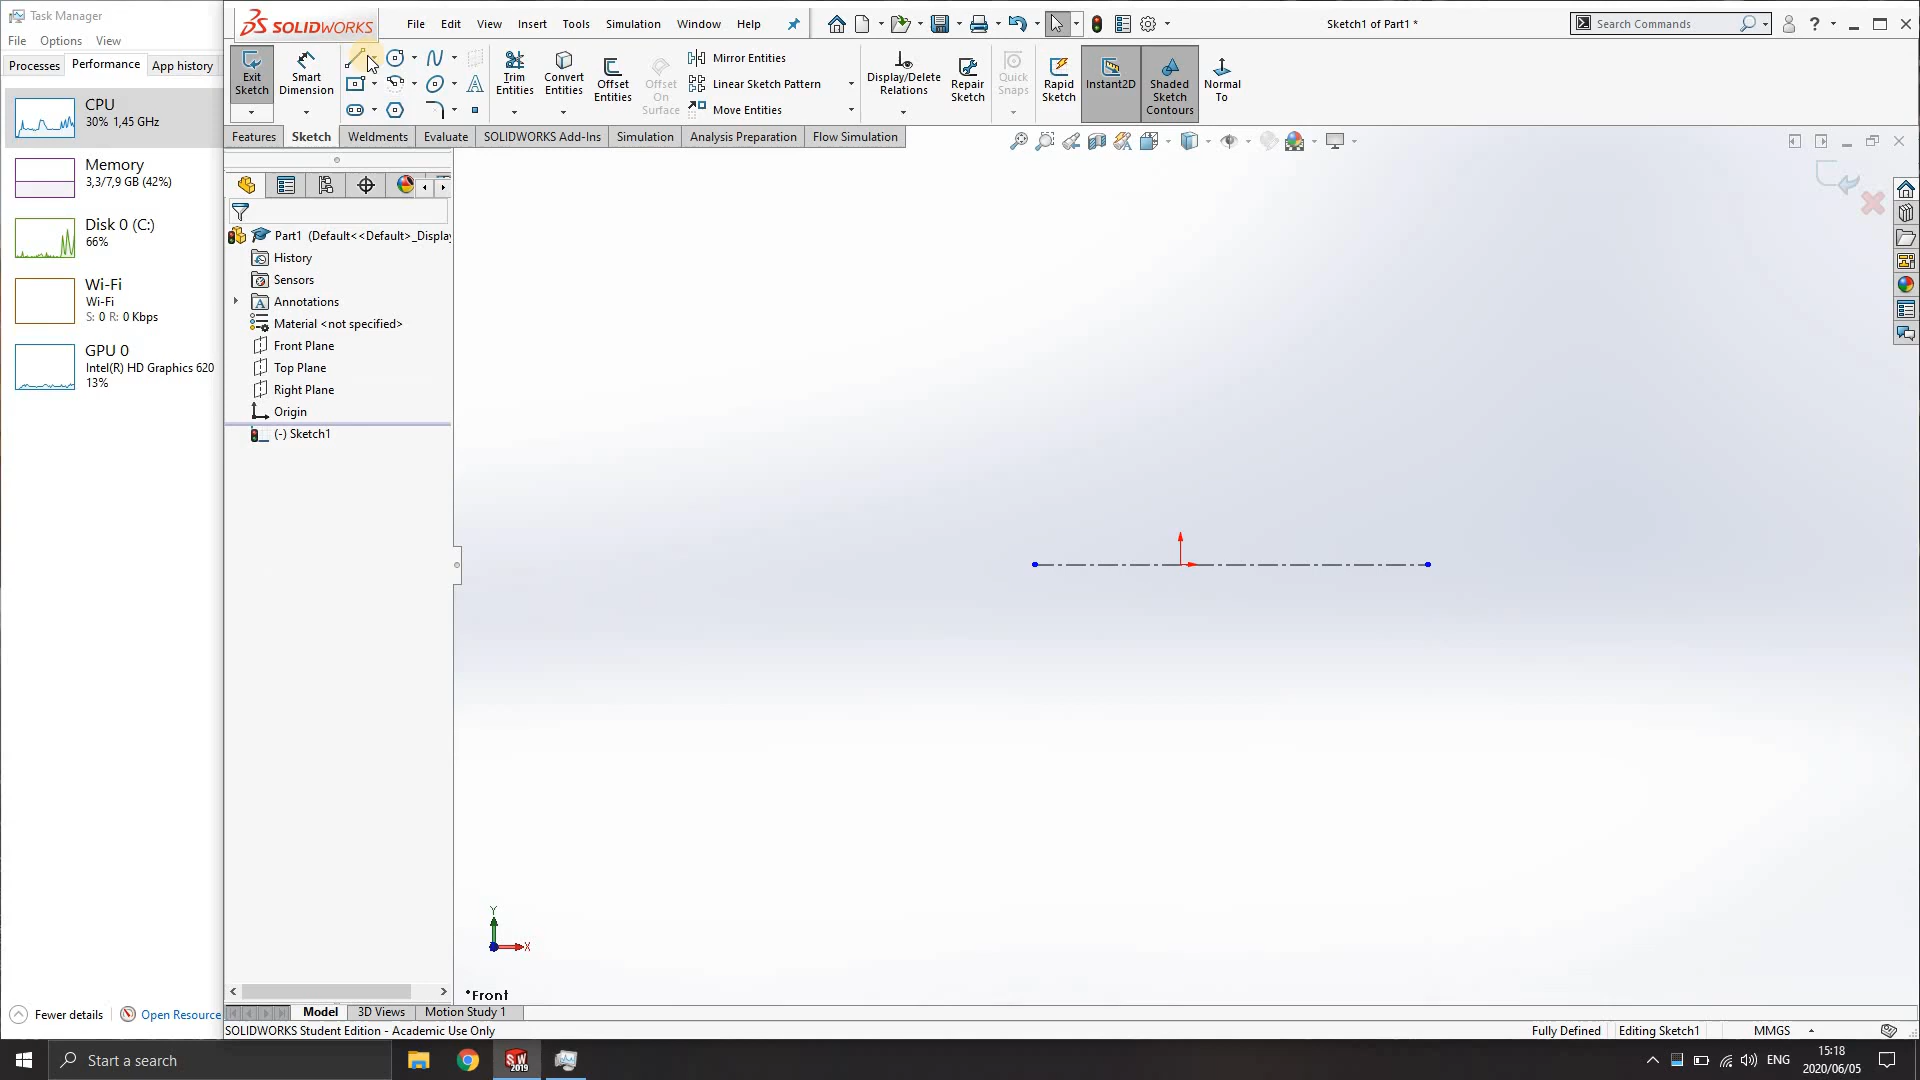 Task Manager
File Options View
Processes Performance App history
CPU
30% 1,45 GHz
Memory
3,3/7,9 GB (42%)
Disk 0 (C:)
66%
Wi-Fi
Wi-Fi
S: 0 R: 0 Kbps
GPU 0
Intel(R) HD Graphics 620
13%
Fewer details Open Resource
SOLIDWORKS File Edit View Insert Tools Simulation Window Help
Sketch1 of Part1 *
Search Commands
Exit Sketch
Smart Dimension
Trim Entities
Convert Entities
Offset Entities
Offset On Surface
Mirror Entities
Linear Sketch Pattern
Move Entities
Display/Delete Relations
Repair Sketch
Quick Snaps
Rapid Sketch
Instant2D
Shaded Sketch Contours
Normal To
Features Sketch Weldments Evaluate SOLIDWORKS Add-Ins Simulation Analysis Preparation Flow Simulation
Part1 (Default<<Default>_Display
History
Sensors
Annotations
Material <not specified>
Front Plane
Top Plane
Right Plane
Origin
(-) Sketch1
Y
X
*Front
Model 3D Views Motion Study 1
SOLIDWORKS Student Edition - Academic Use Only
Fully Defined Editing Sketch1 MMGS
Start a search
SW
2019
ENG
15:18
2020/06/05